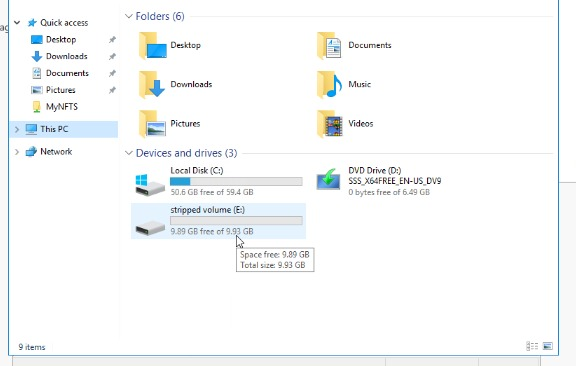 Folders (6)
Quick access
Desktop
Downloads
Documents
Pictures
MyNFTS
This PC
Network
Desktop
Documents
Downloads
Music
Pictures
Videos
Devices and drives (3)
Local Disk (C:)
50.6 GB free of 59.4 GB
DVD Drive (D:)
SSS_X64FREE_EN-US_DV9
0 bytes free of 6.49 GB
stripped volume (E:)
9.89 GB free of 9.93 GB
Space free: 9.89 GB
Total size: 9.93 GB
9 items